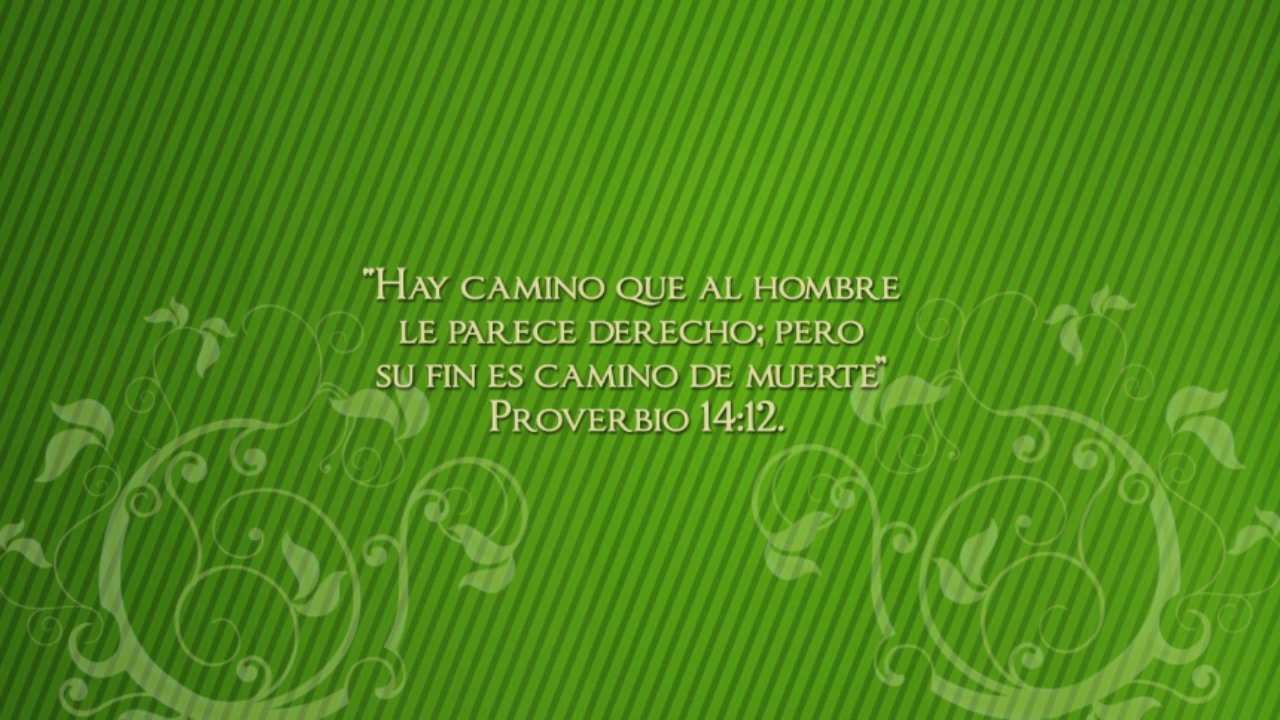 "Hay camino que al hombre
le parece derecho; pero
su fin es camino de muerte"
Proverbio 14:12.